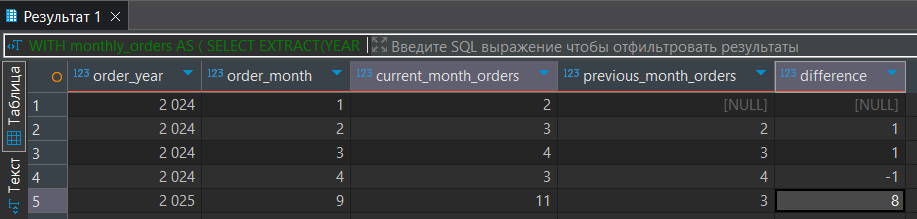 Результат 1 ×
WITH monthly_orders AS ( SELECT EXTRACT(YEAR Введите SQL выражение чтобы отфильтровать результаты
Таблица
Текст
123 order_year 123 order_month 123 current_month_orders 123 previous_month_orders 123 difference
1 2 024 1 2 [NULL] [NULL]
2 2 024 2 3 2 1
3 2 024 3 4 3 1
4 2 024 4 3 4 -1
5 2 025 9 11 3 8